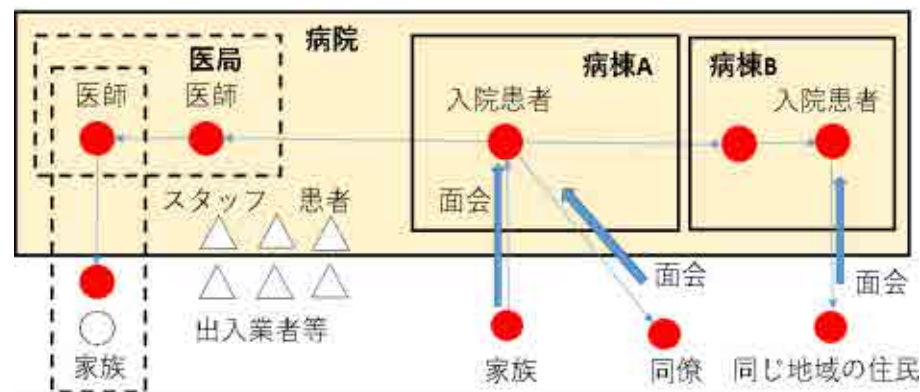 病院
医局
病棟A
病棟B
医師
医師
入院患者
入院患者
スタッフ
患者
面会
面会
面会
出入業者等
家族
家族
同僚
同じ地域の住民